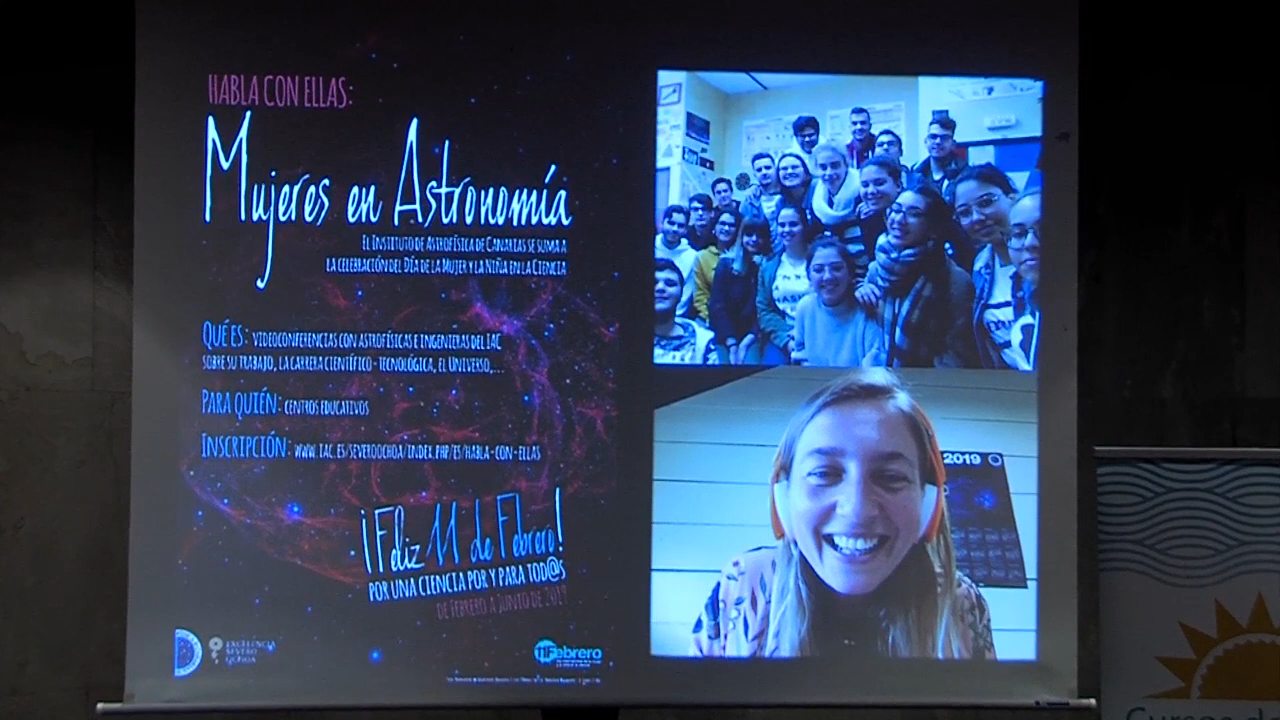 HABLA CON ELLAS:
Mujeres en Astronomía
El Instituto de Astrofísica de Canarias se suma a
la celebración del Día de la Mujer y la Niña en la Ciencia
Qué es: videoconferencias con astrofísicas e ingenieras del IAC
sobre su trabajo, la carrera científico-tecnológica, el Universo,...
Para quién: centros educativos
Inscripción: www.iac.es/severoochoa/index.php/es/habla-con-ellas
¡Feliz 11 de Febrero!
por una ciencia por y para tod@s
de Febrero a Junio de 2019
EXCELENCIA
SEVERO
OCHOA
11Febrero
2019